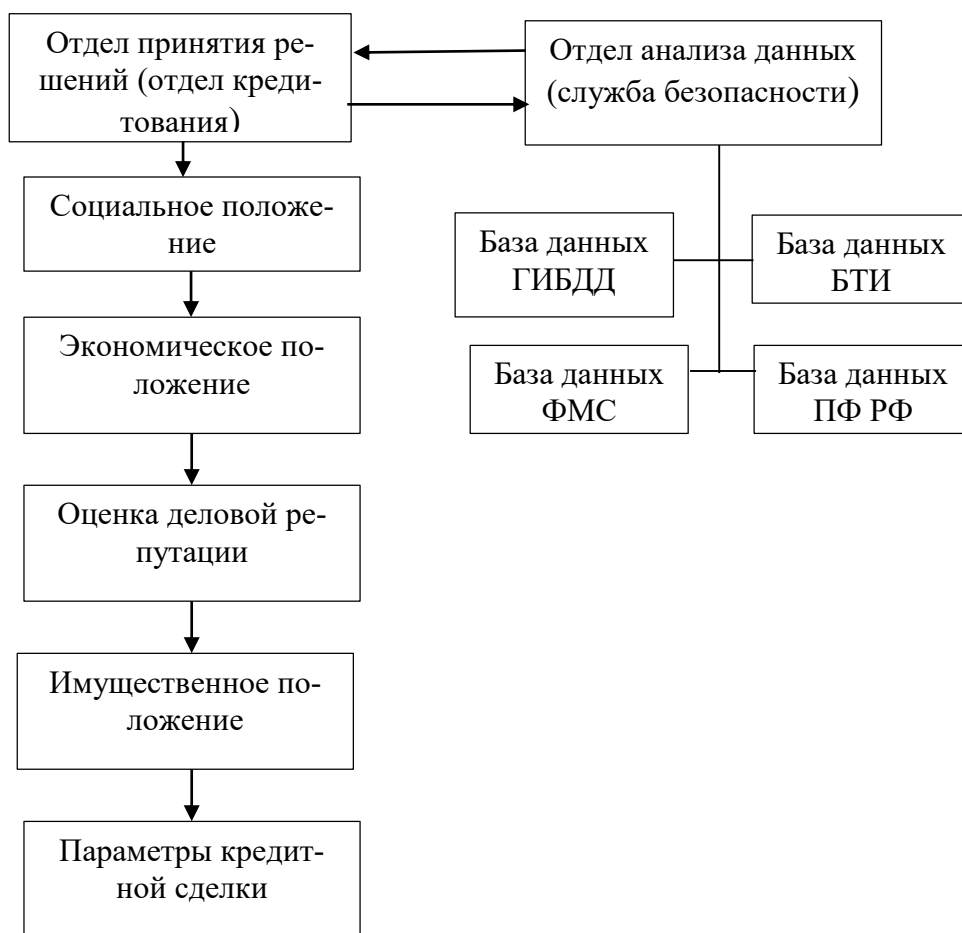 Отдел принятия ре-
шений (отдел креди-
тования)
Отдел анализа данных
(служба безопасности)
Социальное положе-
ние
База данных
ГИБДД
База данных
БТИ
Экономическое по-
ложение
База данных
ФМС
База данных
ПФ РФ
Оценка деловой ре-
путации
Имущественное по-
ложение
Параметры кредит-
ной сделки